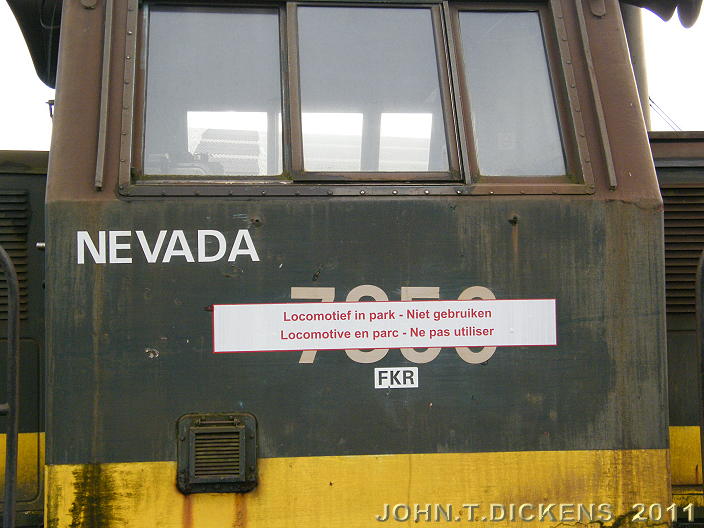 NEVADA
Locomotief in park - Niet gebruiken
Locomotive en parc - Ne pas utiliser
FKR
JOHN.T.DICKENS 2011